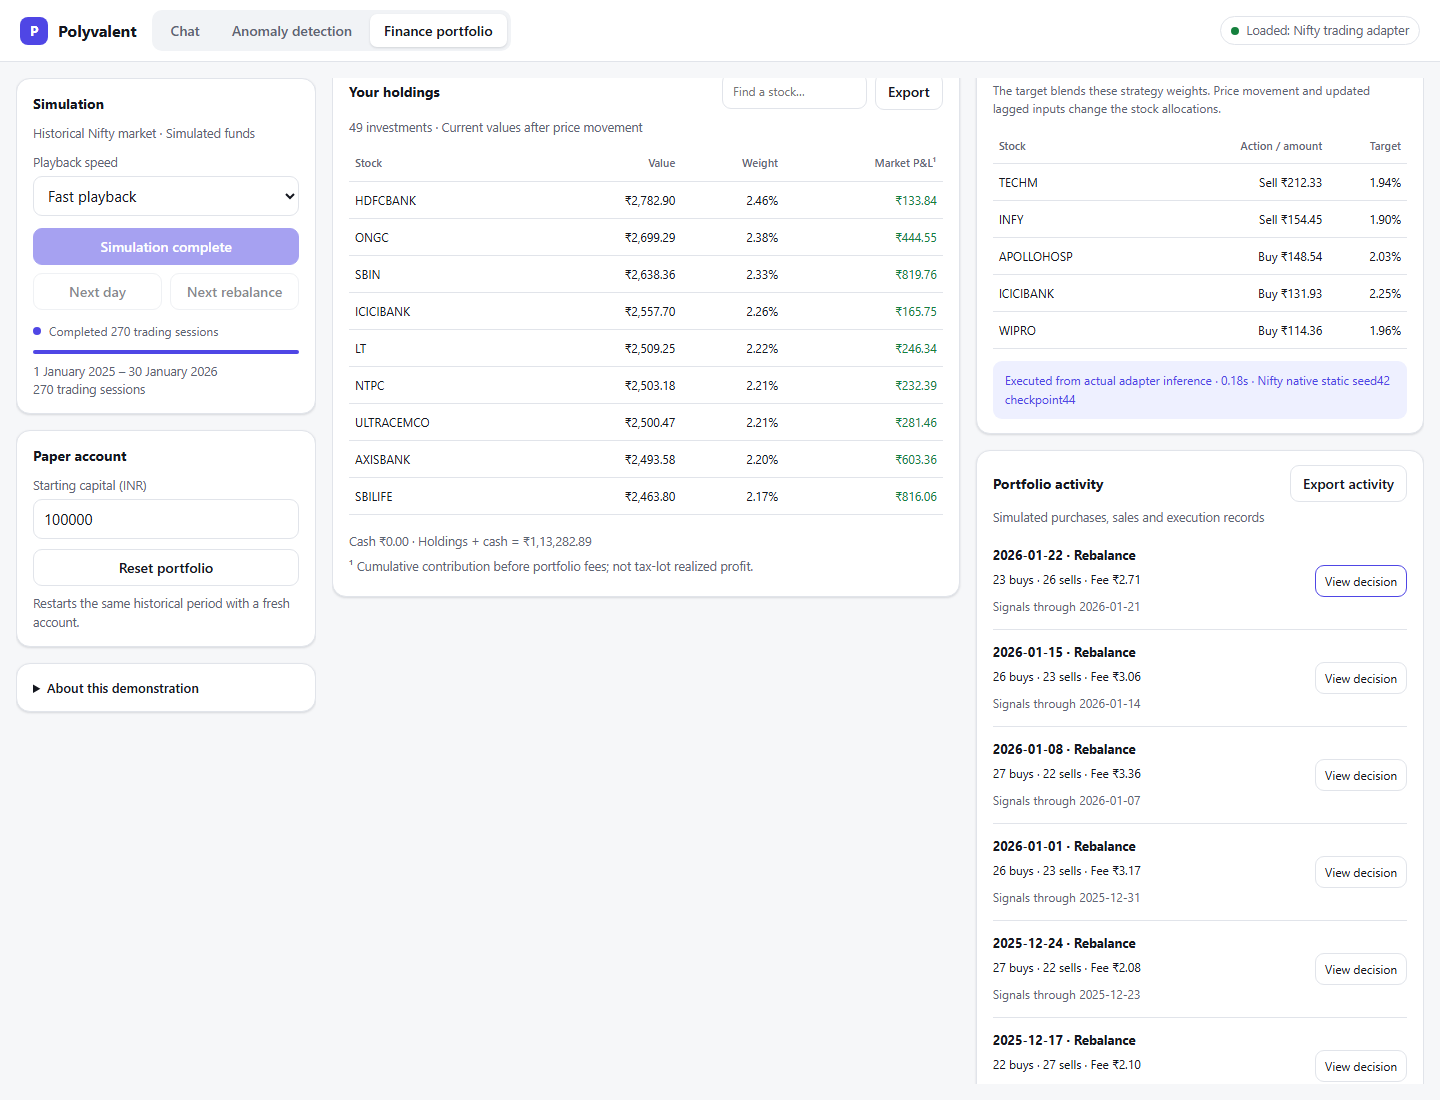 P Polyvalent Chat Anomaly detection Finance portfolio Loaded: Nifty trading adapter
Simulation
Historical Nifty market · Simulated funds
Playback speed
Fast playback
Simulation complete
Next day Next rebalance
Completed 270 trading sessions
1 January 2025 – 30 January 2026
270 trading sessions
Paper account
Starting capital (INR)
100000
Reset portfolio
Restarts the same historical period with a fresh
account.
About this demonstration
Your holdings Find a stock... Export
49 investments · Current values after price movement
Stock Value Weight Market P&L¹
HDFCBANK ₹2,782.90 2.46% ₹133.84
ONGC ₹2,699.29 2.38% ₹444.55
SBIN ₹2,638.36 2.33% ₹819.76
ICICIBANK ₹2,557.70 2.26% ₹165.75
LT ₹2,509.25 2.22% ₹246.34
NTPC ₹2,503.18 2.21% ₹232.39
ULTRACEMCO ₹2,500.47 2.21% ₹281.46
AXISBANK ₹2,493.58 2.20% ₹603.36
SBILIFE ₹2,463.80 2.17% ₹816.06
Cash ₹0.00 · Holdings + cash = ₹1,13,282.89
¹ Cumulative contribution before portfolio fees; not tax-lot realized profit.
The target blends these strategy weights. Price movement and updated
lagged inputs change the stock allocations.
Stock Action / amount Target
TECHM Sell ₹212.33 1.94%
INFY Sell ₹154.45 1.90%
APOLLOHOSP Buy ₹148.54 2.03%
ICICIBANK Buy ₹131.93 2.25%
WIPRO Buy ₹114.36 1.96%
Executed from actual adapter inference · 0.18s · Nifty native static seed42
checkpoint44
Portfolio activity Export activity
Simulated purchases, sales and execution records
2026-01-22 · Rebalance
23 buys · 26 sells · Fee ₹2.71 View decision
Signals through 2026-01-21
2026-01-15 · Rebalance
26 buys · 23 sells · Fee ₹3.06 View decision
Signals through 2026-01-14
2026-01-08 · Rebalance
27 buys · 22 sells · Fee ₹3.36 View decision
Signals through 2026-01-07
2026-01-01 · Rebalance
26 buys · 23 sells · Fee ₹3.17 View decision
Signals through 2025-12-31
2025-12-24 · Rebalance
27 buys · 22 sells · Fee ₹2.08 View decision
Signals through 2025-12-23
2025-12-17 · Rebalance
22 buys · 27 sells · Fee ₹2.10 View decision